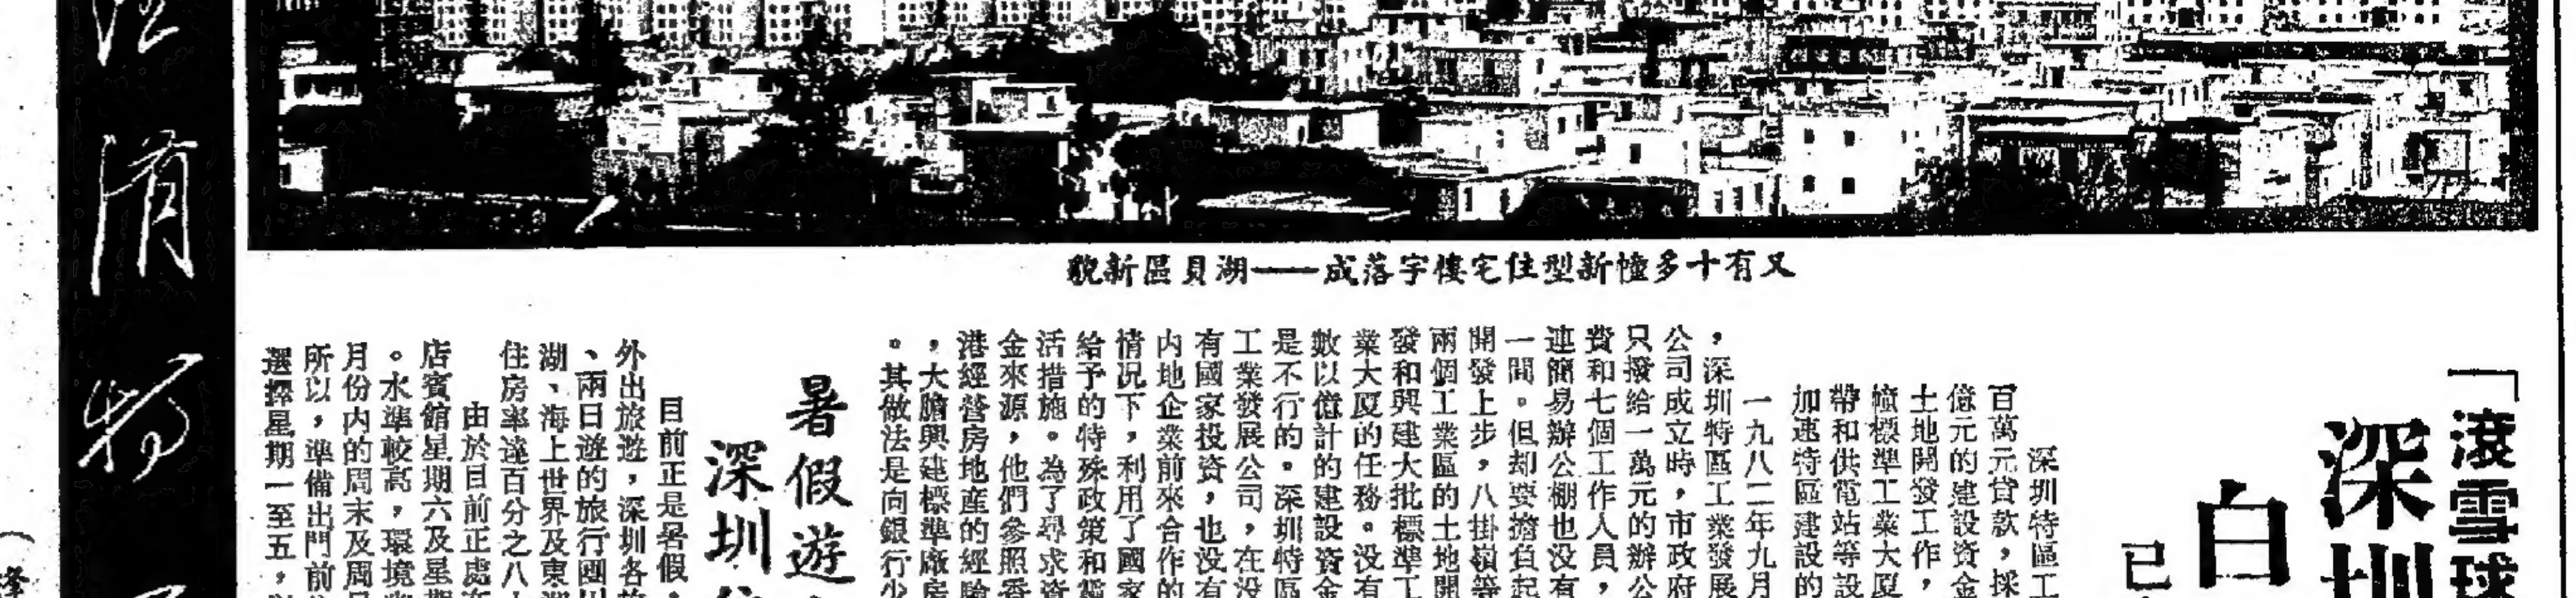 又有十多幢新型住宅樓宇落成——湖貝區新貌
「滾雪球
深圳
白
已
深圳特區工
百萬元貸款，採
億元的建設資金
土地開發工作，
幢標準工業大厦
帶和供電站等設
加速特區建設的
一九八二年九月
，深圳特區工業發展
公司成立時，市政府
只撥給一萬元的辦公
費和七個工作人員，
連簡易辦公棚也没有
一間。但却要擔負起
開發上步，八掛嶺等
兩個工業區的土地開
發和興建大批標準工
業大厦的任務。没有
數以億計的建設資金
是不行的。深圳特區
工業發展公司，在没
有國家投資，也没有
内地企業前來合作的
情況下，利用了國家
給予的特殊政策和靈
活措施。為了尋求資
金來源，他們參照香
港經營房地產的經驗
，大膽興建標準廠房
。其做法是向銀行少
暑假遊
深圳
目前正是暑假，
外出旅遊，深圳各
、兩日遊的旅行團
湖、海上世界及東
住房率達百分之八
由於目前正處
店賓館星期六及星期
。水準較高，環境
月份内的周末及周
所以，準備出門前
選擇星期一至五，